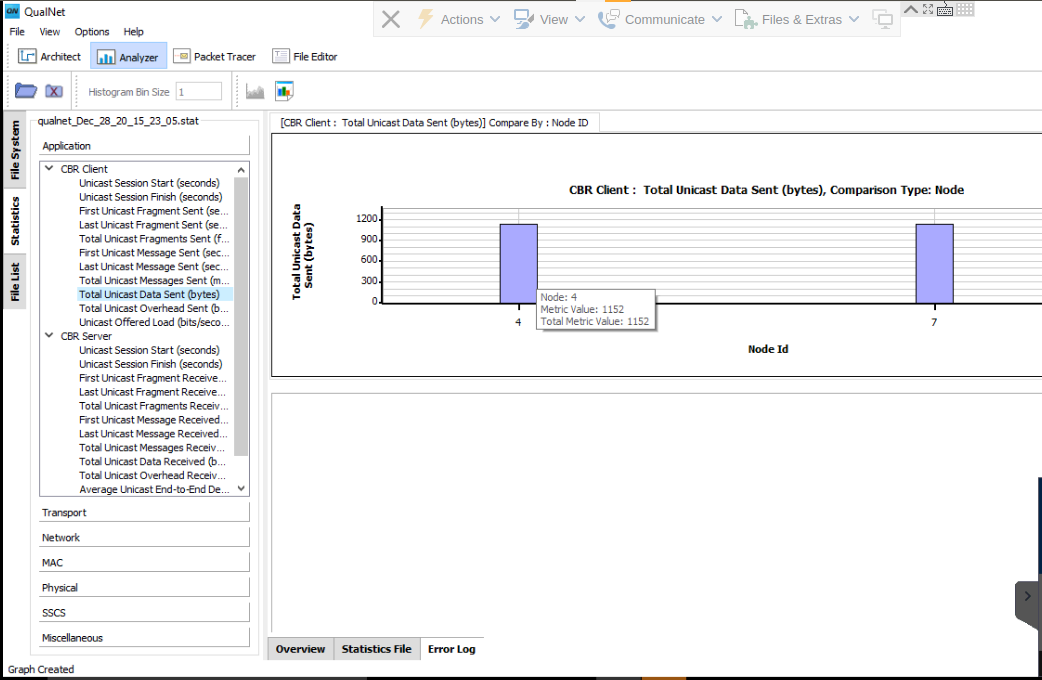 QualNet
Actions
View
Communicate
Files & Extras
File View Options Help
Architect
Analyzer
Packet Tracer
File Editor
Histogram Bin Size 1
File System
Statistics
File List
qualnet_Dec_28_20_15_23_05.stat
Application
CBR Client
Unicast Session Start (seconds)
Unicast Session Finish (seconds)
First Unicast Fragment Sent (se...
Last Unicast Fragment Sent (se...
Total Unicast Fragments Sent (f...
First Unicast Message Sent (sec...
Last Unicast Message Sent (sec...
Total Unicast Messages Sent (m...
Total Unicast Data Sent (bytes)
Total Unicast Overhead Sent (b...
Unicast Offered Load (bits/seco...
CBR Server
Unicast Session Start (seconds)
Unicast Session Finish (seconds)
First Unicast Fragment Receive...
Last Unicast Fragment Receive...
Total Unicast Fragments Receiv...
First Unicast Message Received...
Last Unicast Message Received...
Total Unicast Messages Receiv...
Total Unicast Data Received (b...
Total Unicast Overhead Receiv...
Average Unicast End-to-End De...
Transport
Network
MAC
Physical
SSCS
Miscellaneous
[CBR Client : Total Unicast Data Sent (bytes)] Compare By : Node ID
CBR Client : Total Unicast Data Sent (bytes), Comparison Type: Node
Total Unicast Data
Sent (bytes)
1200
900
600
300
0
Node: 4
Metric Value: 1152
Total Metric Value: 1152
4
7
Node Id
Overview
Statistics File
Error Log
Graph Created